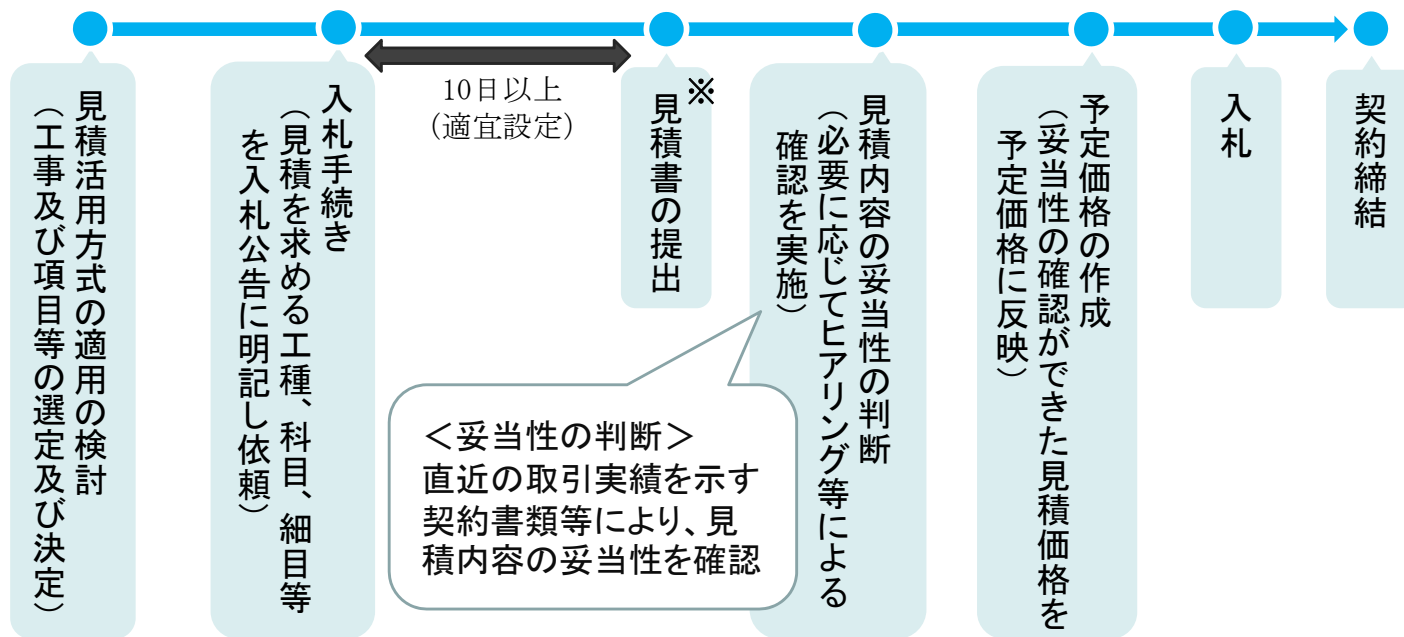 見積活用方式の適用の検討
（工事及び項目等の選定及び決定）
入札手続き
（見積を求める工種、科目、細目等
を入札公告に明記し依頼）
10日以上
（適宜設定）
見積書の提出
※
見積内容の妥当性の判断
（必要に応じてヒアリング等による
確認を実施）
＜妥当性の判断＞
直近の取引実績を示す
契約書類等により、見
積内容の妥当性を確認
予定価格の作成
（妥当性の確認ができた見積価格を
予定価格に反映）
入札
契約締結